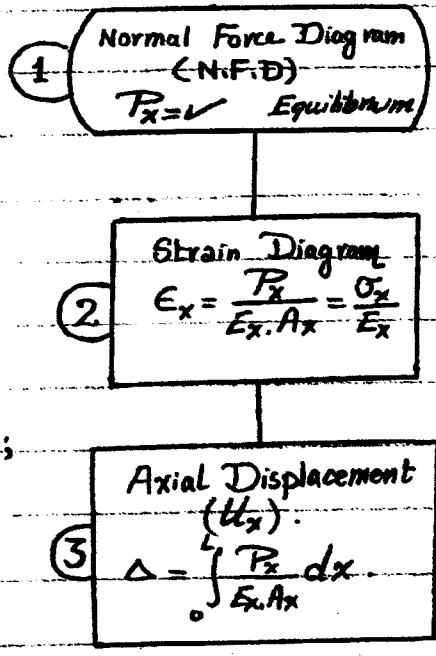 1
Normal Force Diagram
(N.F.D)
Px = ✓ Equilibrium
2
Strain Diagram
Єx = Px / Ex.Ax = σx / Ex
;
3
Axial Displacement
(Ux).
Δ = ∫₀ᴸ Px / Ex.Ax dx.